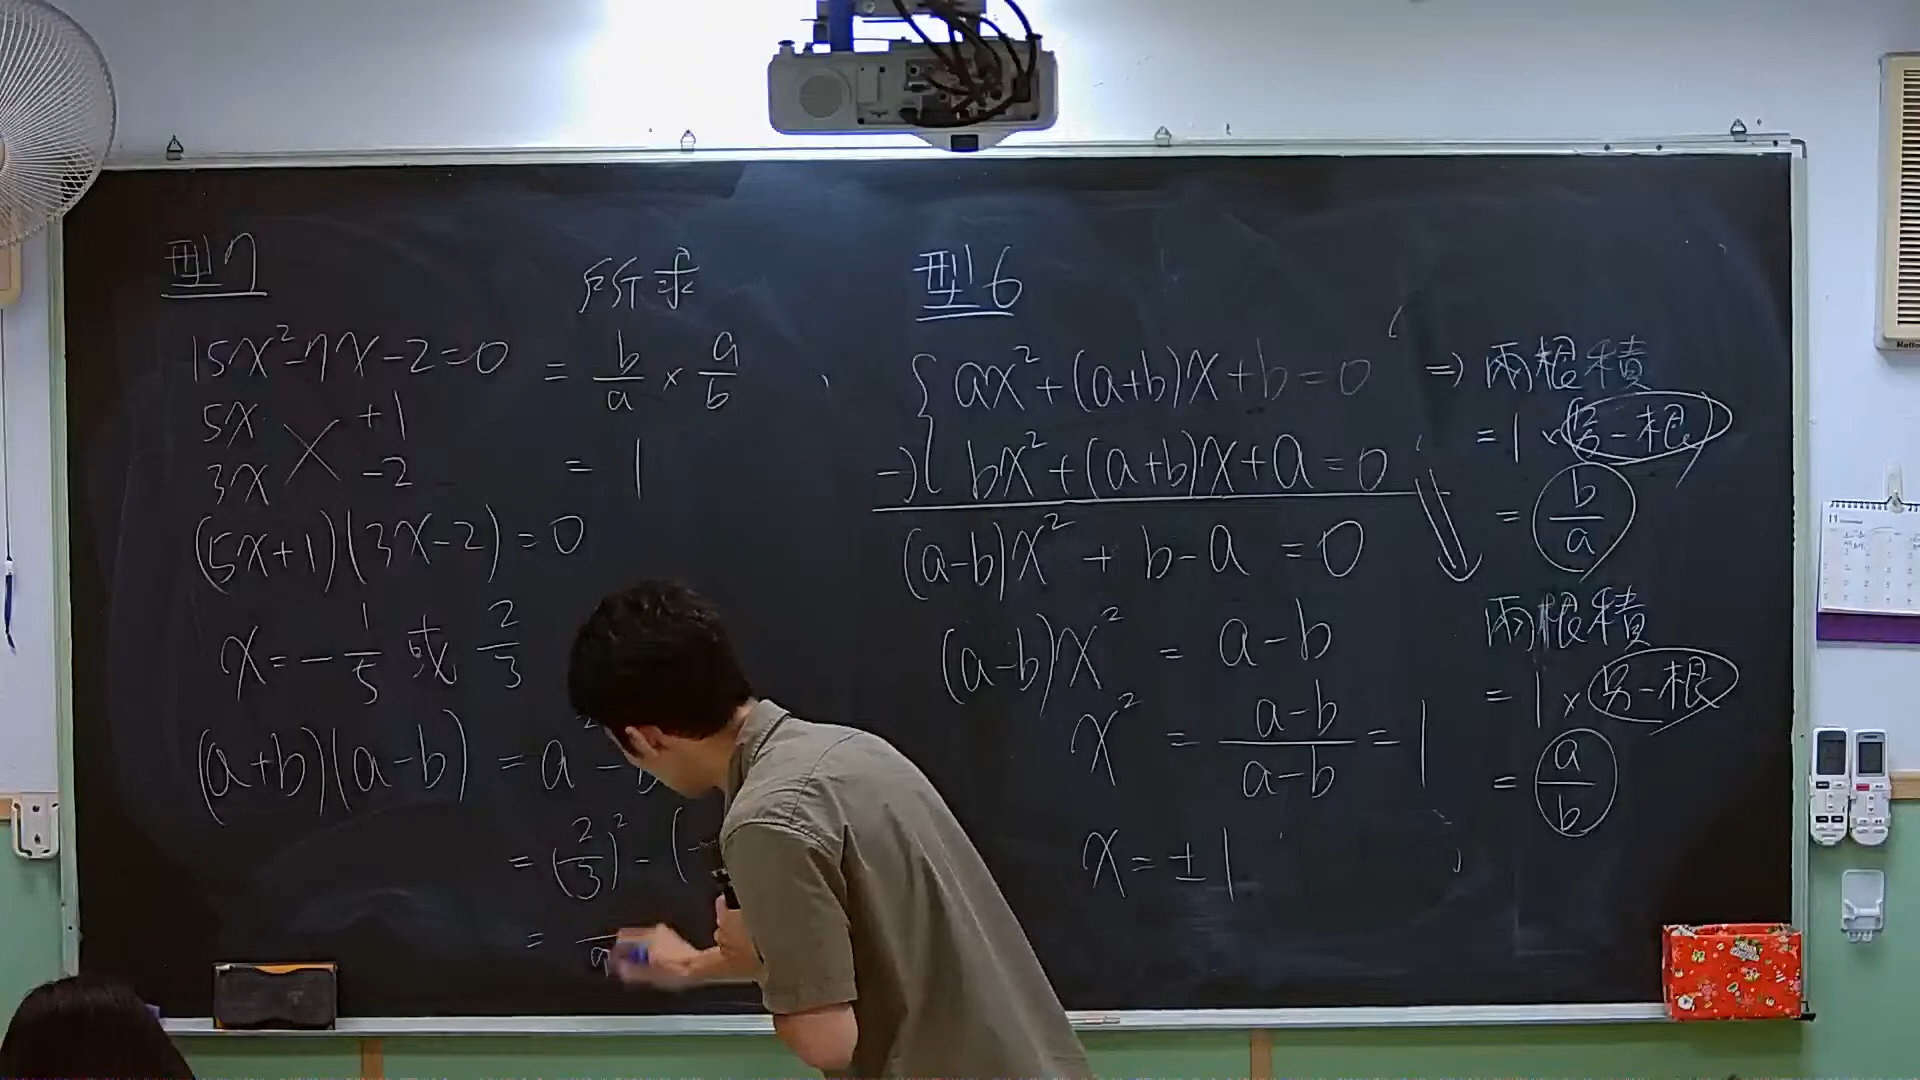 型7
15x²-7x-2=0
5x +1
3x -2
(5x+1)(3x-2)=0
x=-1/5 或 2/3
(a+b)(a-b) = a² -
= (2/3)² - (
=
所求
= b/a × a/b
= 1
型6
{ ax²+(a+b)x+b=0
-) { bx²+(a+b)x+a=0
(a-b)x² + b-a = 0
(a-b)x² = a-b
x² = a-b/a-b = 1
x = ±1
⇒ 兩根積
= 1 × 另一根
= b/a
兩根積
= 1 × 另一根
= a/b